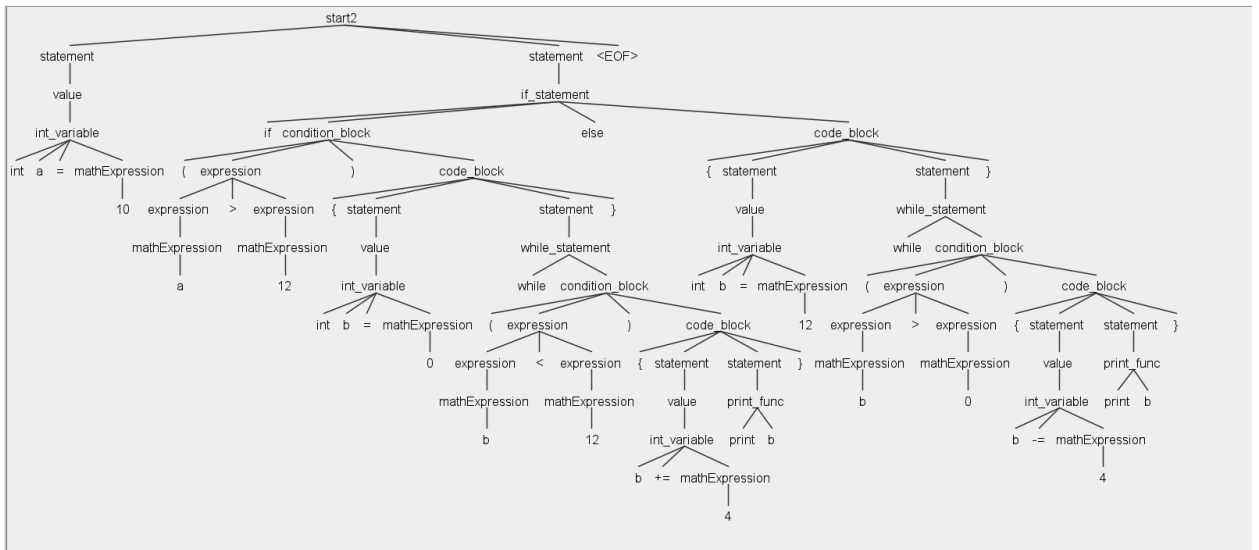 start2
statement statement <EOF>
value if_statement
int_variable if condition_block else code_block
int a = mathExpression ( expression ) code_block { statement statement }
10 expression > expression { statement statement } value while_statement
mathExpression mathExpression value while_statement int_variable while condition_block
a 12 int_variable while condition_block int b = mathExpression ( expression ) code_block
int b = mathExpression ( expression ) code_block 12 expression > expression { statement statement }
0 expression < expression { statement statement } mathExpression mathExpression value print_func
mathExpression mathExpression value print_func b 0 int_variable print b
b 12 int_variable print b b -= mathExpression
b += mathExpression 4
4